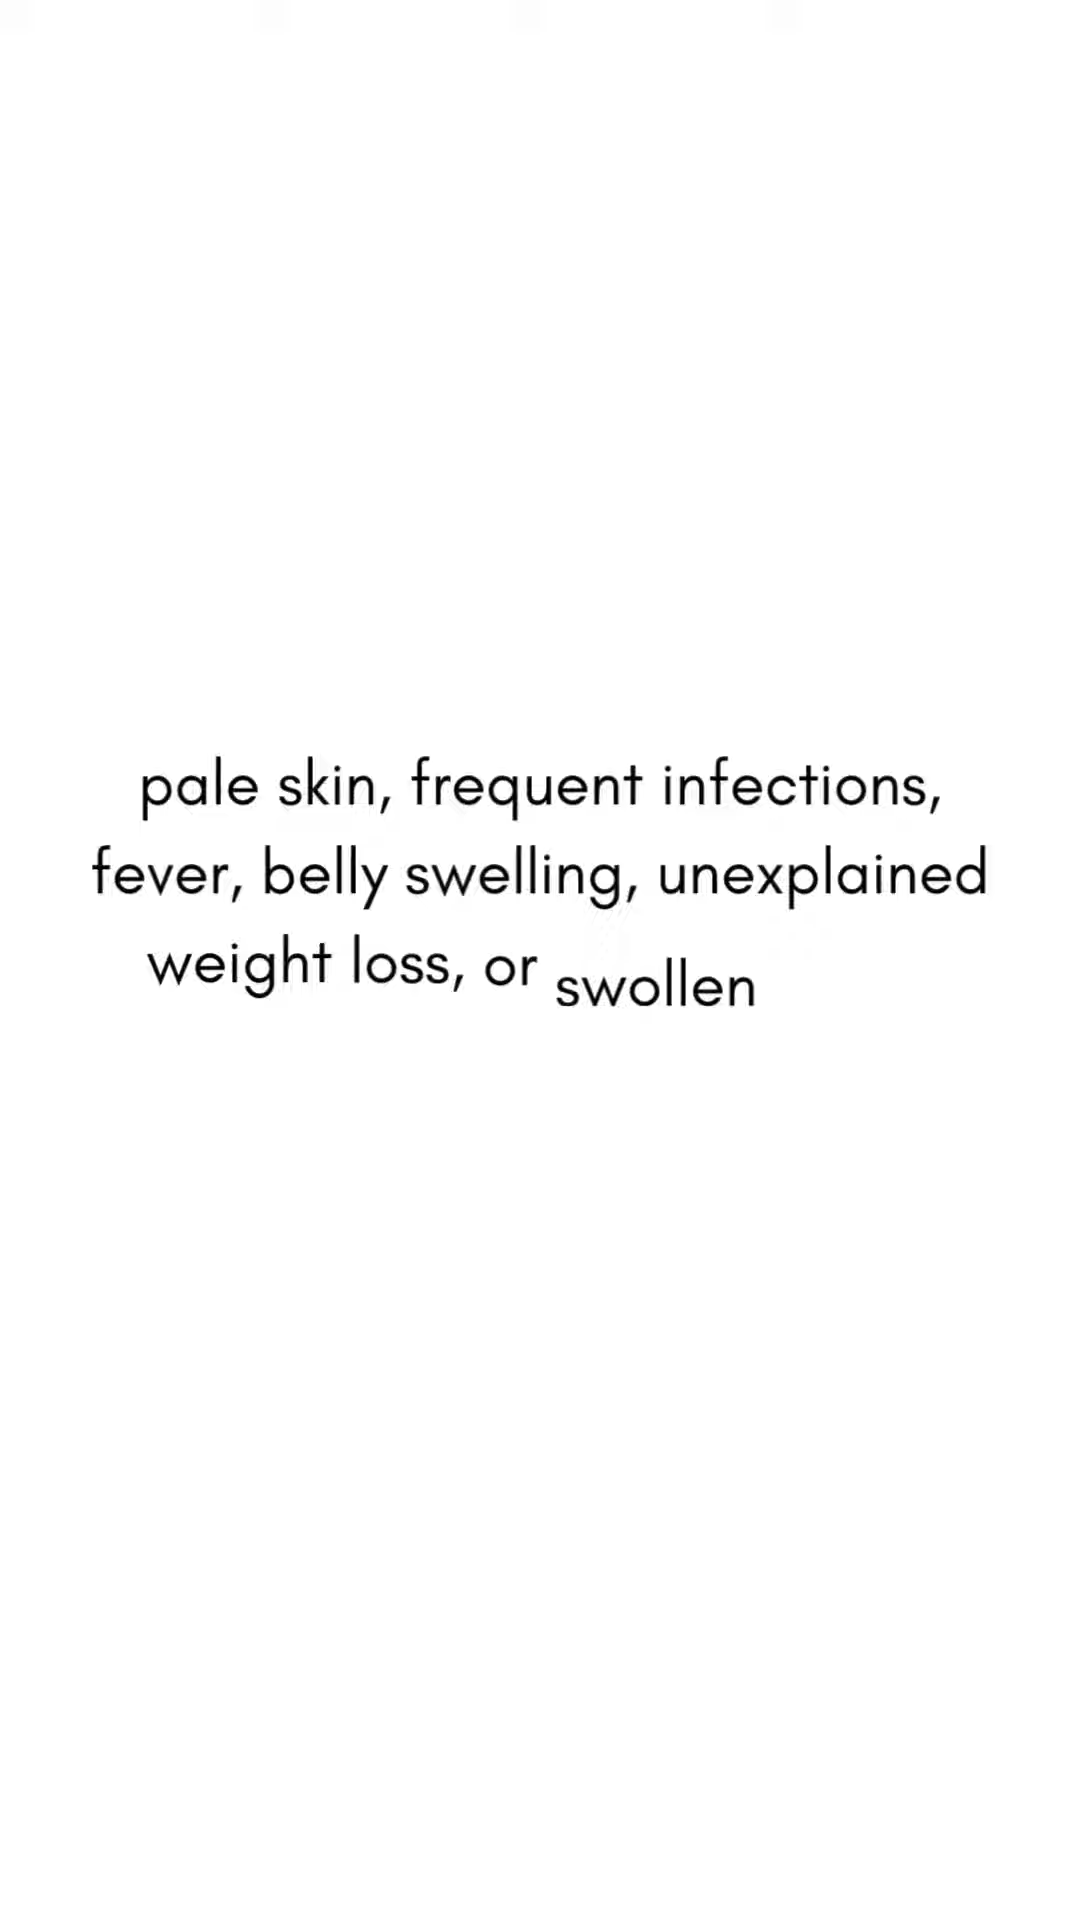 pale skin, frequent infections,
fever, belly swelling, unexplained
weight loss, or swollen